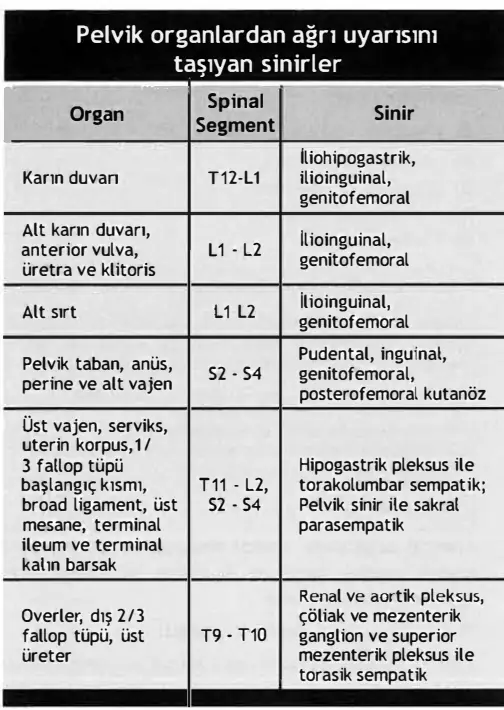 Pelvik organlardan ağrı uyarısını
taşıyan sinirler
Organ
Spinal
Segment
Sinir
Karın duvarı
T12-L1
İliohipogastrik,
ilioinguinal,
genitofemoral
Alt karın duvarı,
anterior vulva,
üretra ve klitoris
L1 - L2
İlioinguinal,
genitofemoral
Alt sırt
L1 L2
İlioinguinal,
genitofemoral
Pelvik taban, anüs,
perine ve alt vajen
S2 - S4
Pudental, inguinal,
genitofemoral,
posterofemoral kutanöz
Üst vajen, serviks,
uterin korpus,1/
3 fallop tüpü
başlangıç kısmı,
broad ligament, üst
mesane, terminal
ileum ve terminal
kalın barsak
T11 - L2,
S2 - S4
Hipogastrik pleksus ile
torakolumbar sempatik;
Pelvik sinir ile sakral
parasempatik
Overler, dış 2/3
fallop tüpü, üst
üreter
T9 - T10
Renal ve aortik pleksus,
çöliak ve mezenterik
ganglion ve superior
mezenterik pleksus ile
torasik sempatik